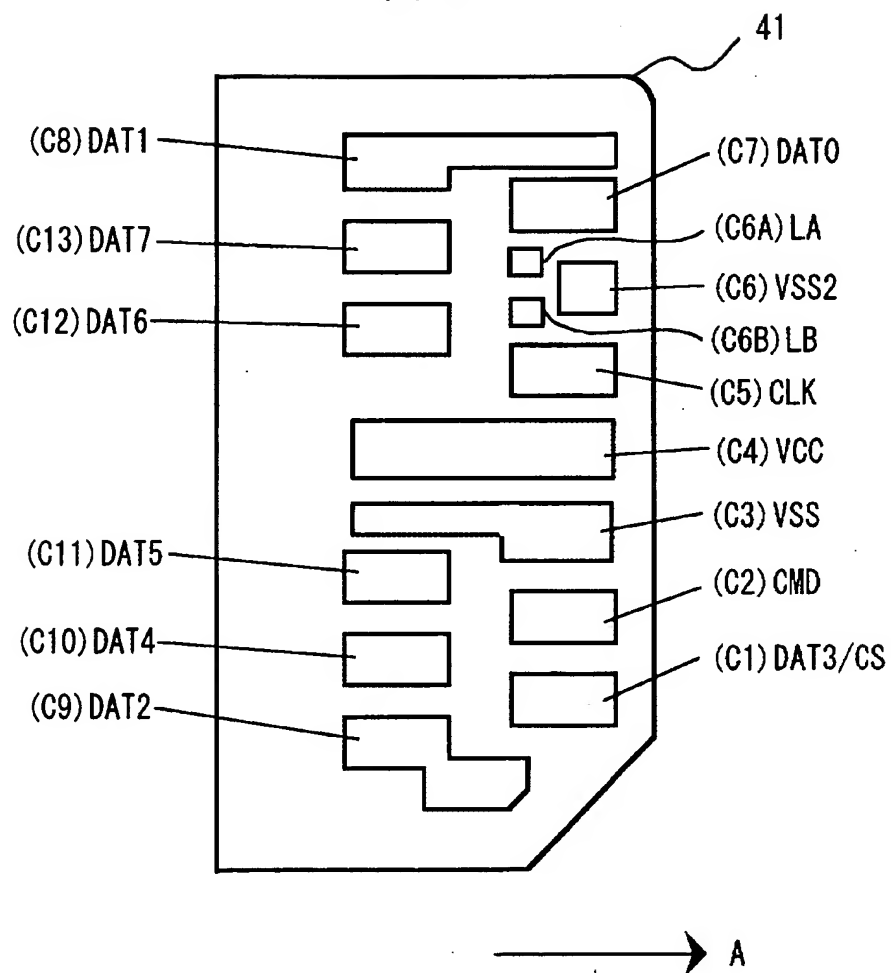 41
(C8) DAT1
(C7) DAT0
(C13) DAT7
(C6A) LA
(C6) VSS2
(C12) DAT6
(C6B) LB
(C5) CLK
(C4) VCC
(C3) VSS
(C11) DAT5
(C2) CMD
(C10) DAT4
(C1) DAT3/CS
(C9) DAT2
A